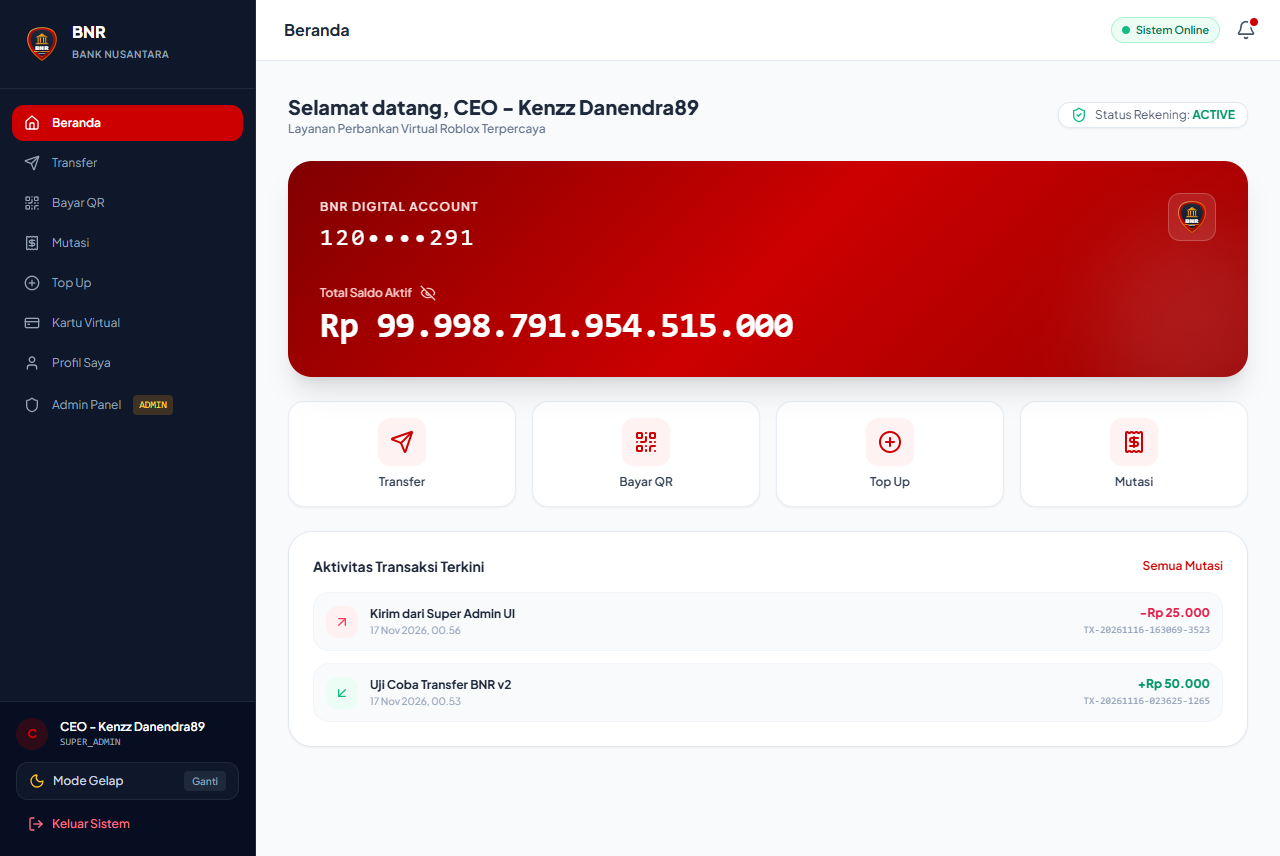 BNR
BANK NUSANTARA
Beranda
Transfer
Bayar QR
Mutasi
Top Up
Kartu Virtual
Profil Saya
Admin Panel ADMIN
C
CEO - Kenzz Danendra89
SUPER_ADMIN
Mode Gelap Ganti
Keluar Sistem
Beranda
Sistem Online
Selamat datang, CEO - Kenzz Danendra89
Layanan Perbankan Virtual Roblox Terpercaya
Status Rekening: ACTIVE
BNR DIGITAL ACCOUNT
120••••291
BNR
Total Saldo Aktif
Rp 99.998.791.954.515.000
Transfer
Bayar QR
Top Up
Mutasi
Aktivitas Transaksi Terkini
Semua Mutasi
Kirim dari Super Admin UI
17 Nov 2026, 00.56
-Rp 25.000
TX-20261116-163069-3523
Uji Coba Transfer BNR v2
17 Nov 2026, 00.53
+Rp 50.000
TX-20261116-023625-1265